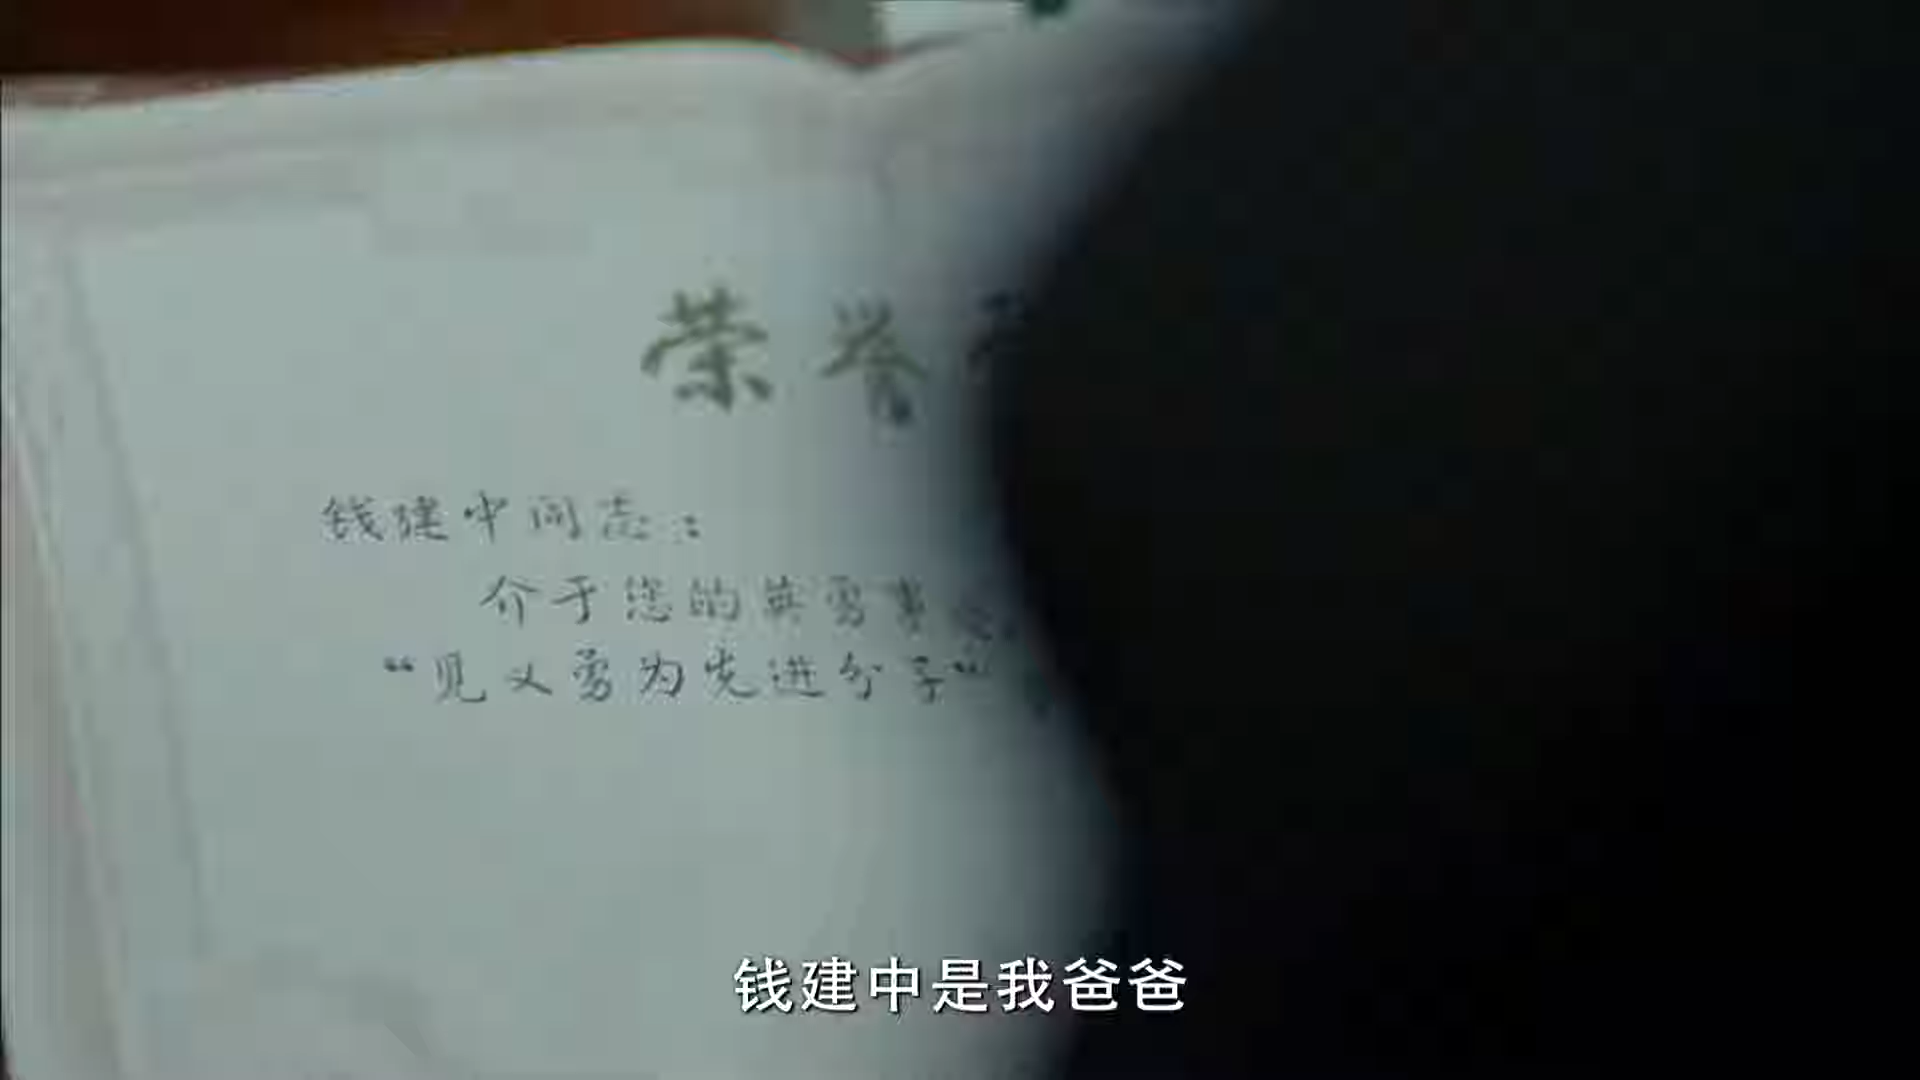 荣誉
钱建中同志：
介于您的英勇事
“见义勇为先进分子“
钱建中是我爸爸